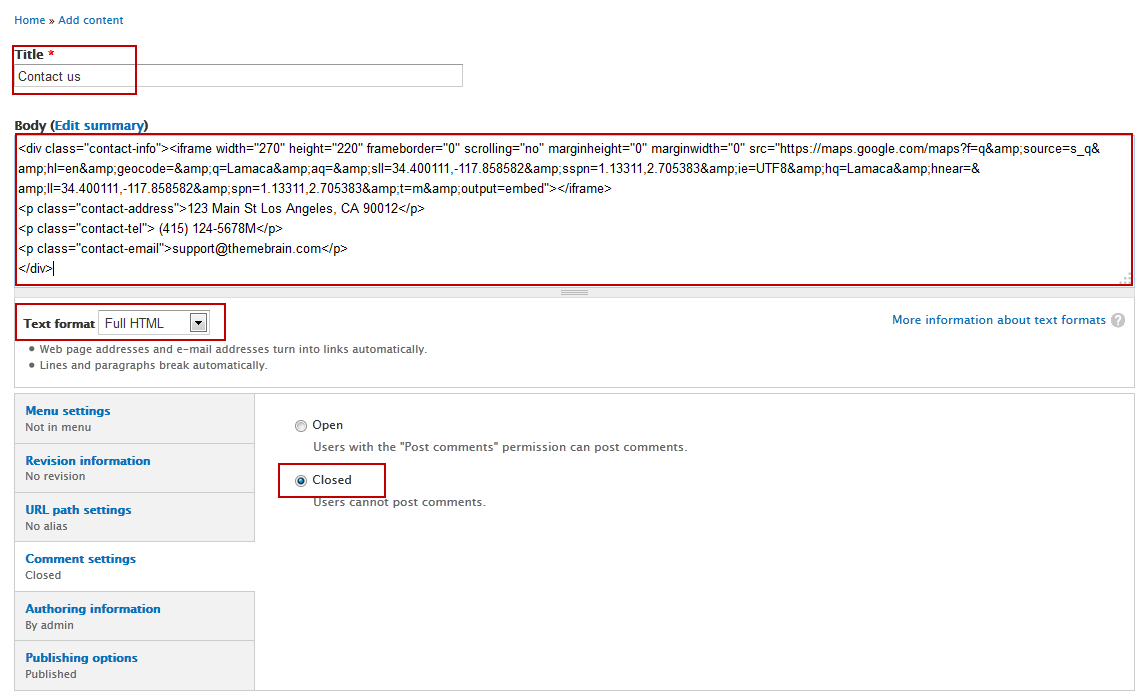 Home » Add content
Title *
Contact us
Body (Edit summary)
<div class="contact-info"><iframe width="270" height="220" frameborder="0" scrolling="no" marginheight="0" marginwidth="0" src="https://maps.google.com/maps?f=q&amp;source=s_q&
amp;hl=en&amp;geocode=&amp;q=Lamaca&amp;aq=&amp;sll=34.400111,-117.858582&amp;sspn=1.13311,2.705383&amp;ie=UTF8&amp;hq=Lamaca&amp;hnear=&
amp;ll=34.400111,-117.858582&amp;spn=1.13311,2.705383&amp;t=m&amp;output=embed"></iframe>
<p class="contact-address">123 Main St Los Angeles, CA 90012</p>
<p class="contact-tel"> (415) 124-5678M</p>
<p class="contact-email">support@themebrain.com</p>
</div>
Text format Full HTML
More information about text formats ?
Web page addresses and e-mail addresses turn into links automatically.
Lines and paragraphs break automatically.
Menu settings
Not in menu
Revision information
No revision
URL path settings
No alias
Comment settings
Closed
Authoring information
By admin
Publishing options
Published
Open
Users with the "Post comments" permission can post comments.
Closed
Users cannot post comments.